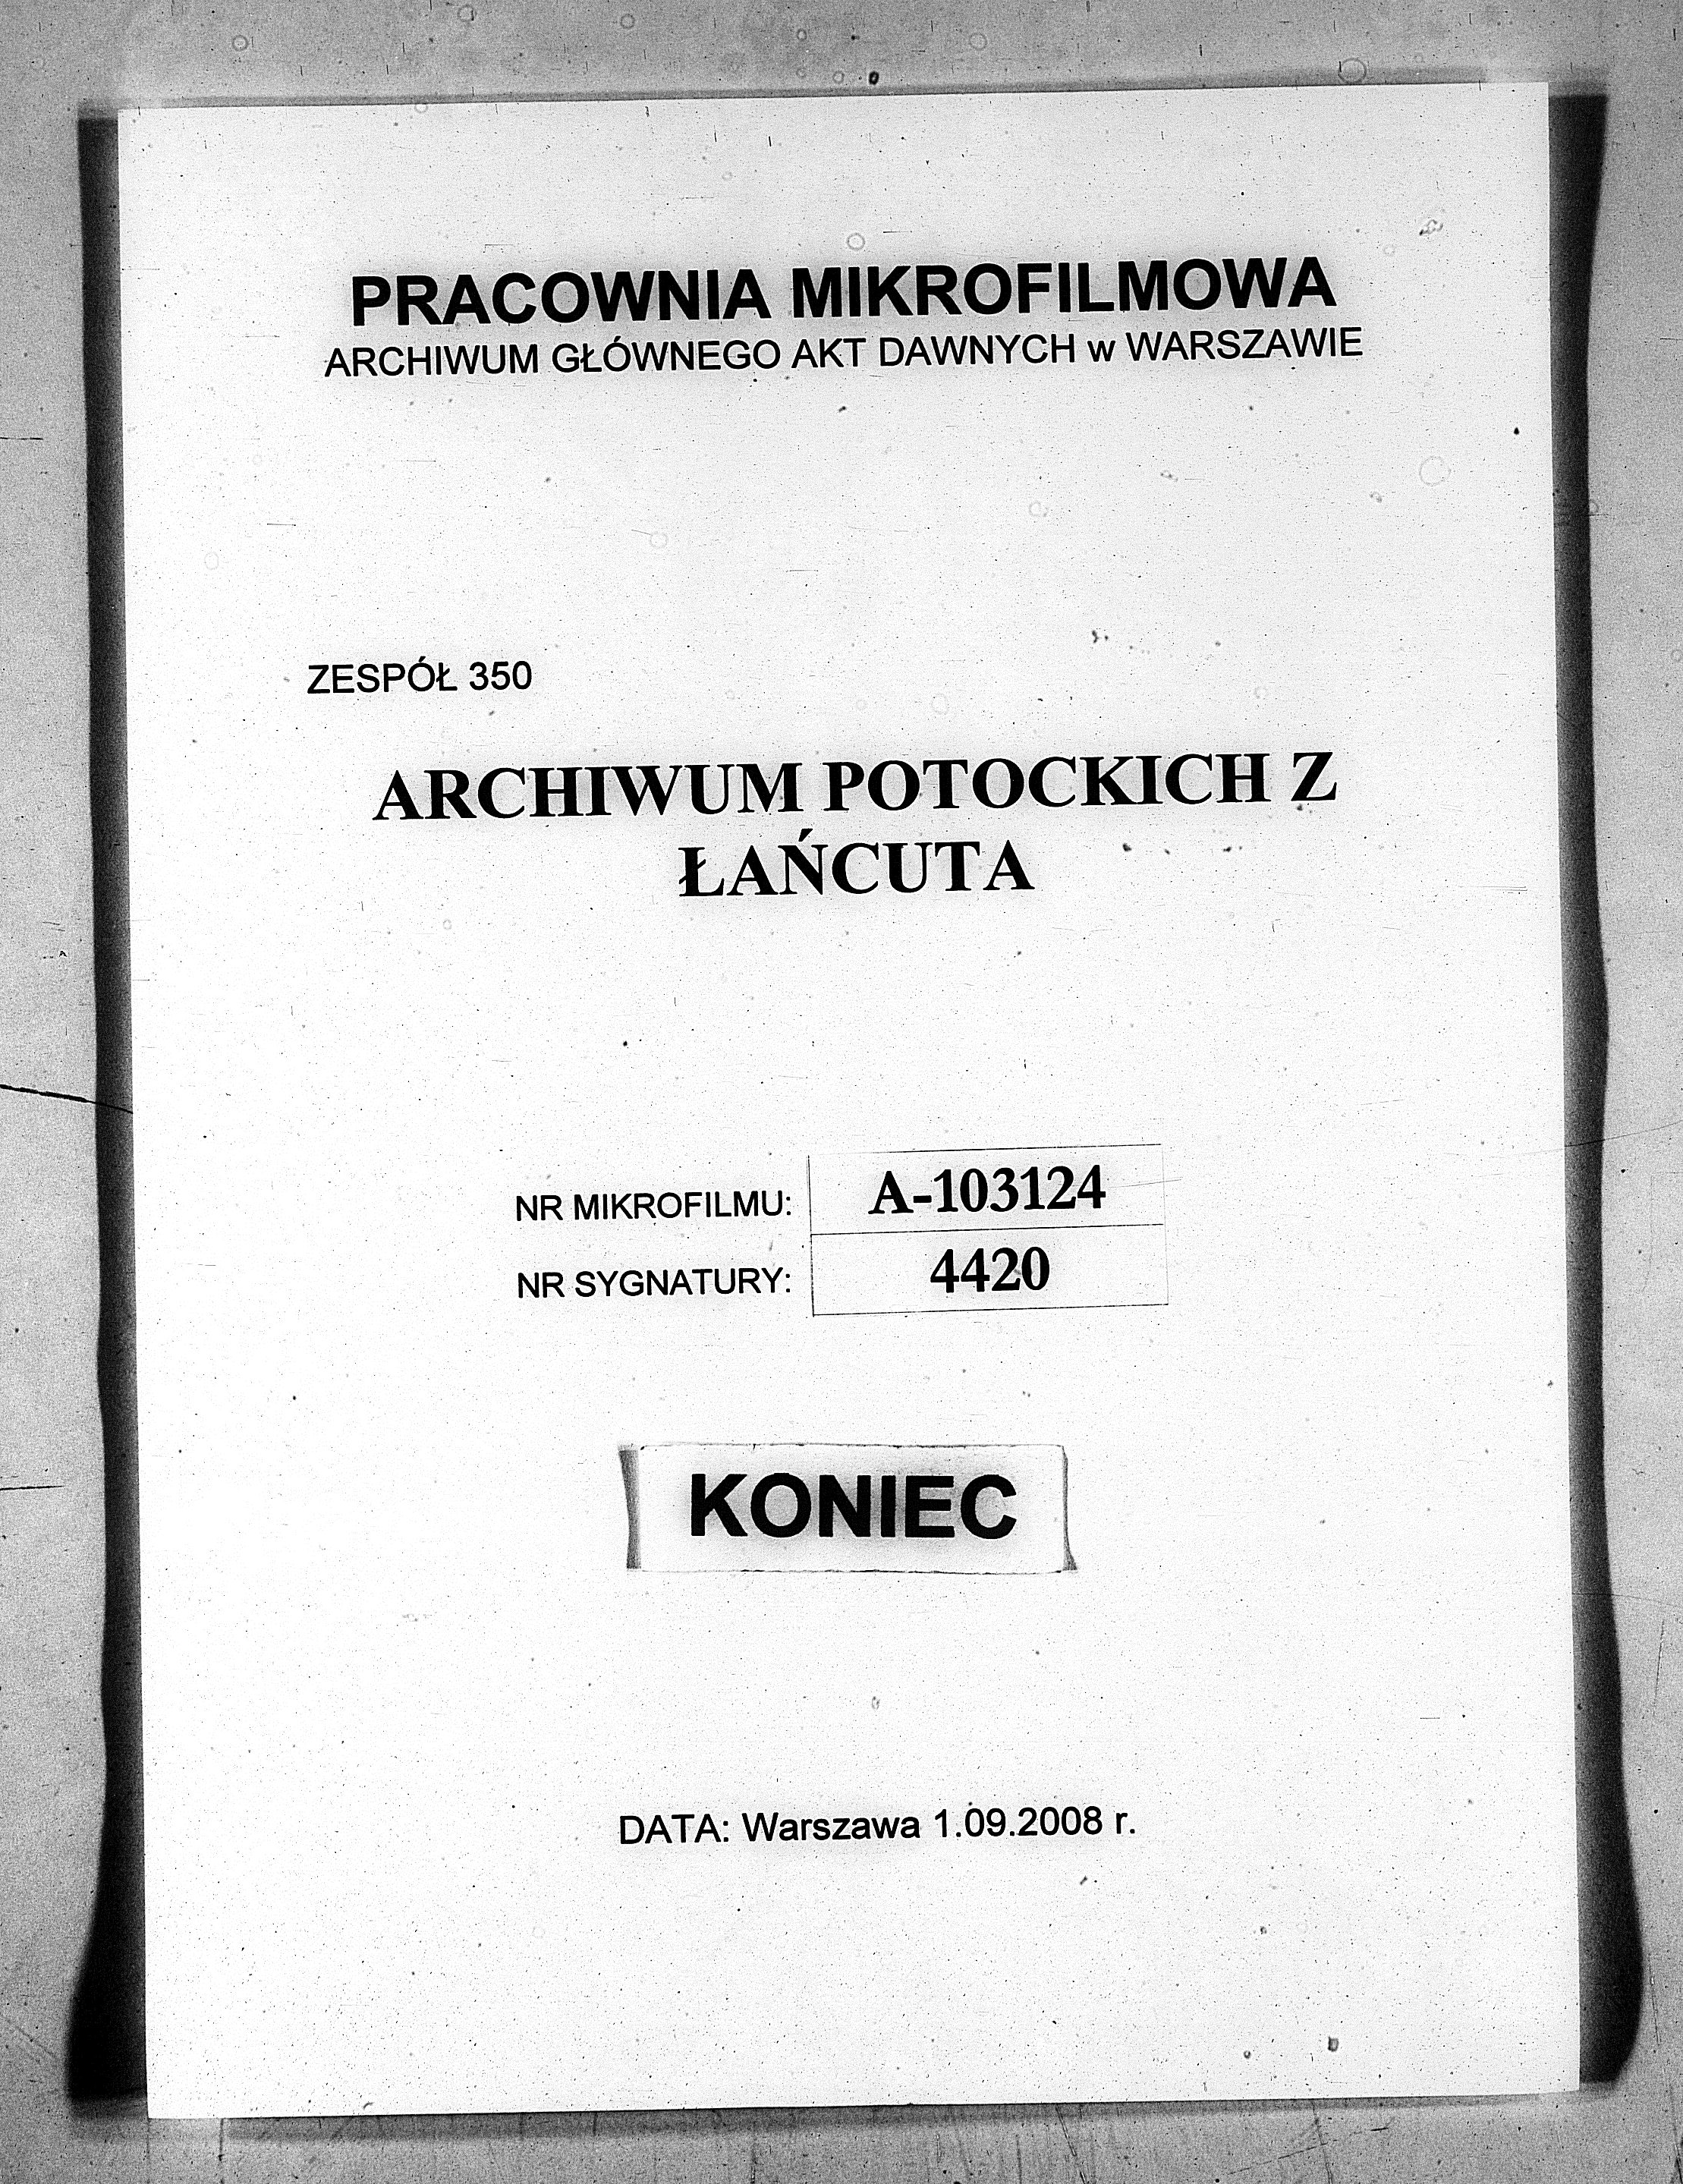 PRACOWNIA MIKROFILMOWA
ARCHIWUM GŁÓWNEGO AKT DAWNYCH w WARSZAWIE
ZESPÓŁ 350
ARCHIWUM POTOCKICH Z
ŁAŃCUTA
NR MIKROFILMU: A-103124
NR SYGNATURY: 4420
KONIEC
DATA: Warszawa 1.09.2008 r.